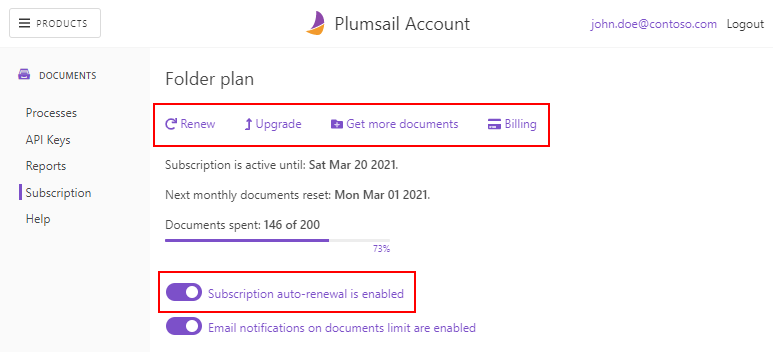 PRODUCTS
Plumsail Account
john.doe@contoso.com Logout
DOCUMENTS
Processes
API Keys
Reports
Subscription
Help
Folder plan
Renew Upgrade Get more documents Billing
Subscription is active until: Sat Mar 20 2021.
Next monthly documents reset: Mon Mar 01 2021.
Documents spent: 146 of 200
73%
Subscription auto-renewal is enabled
Email notifications on documents limit are enabled